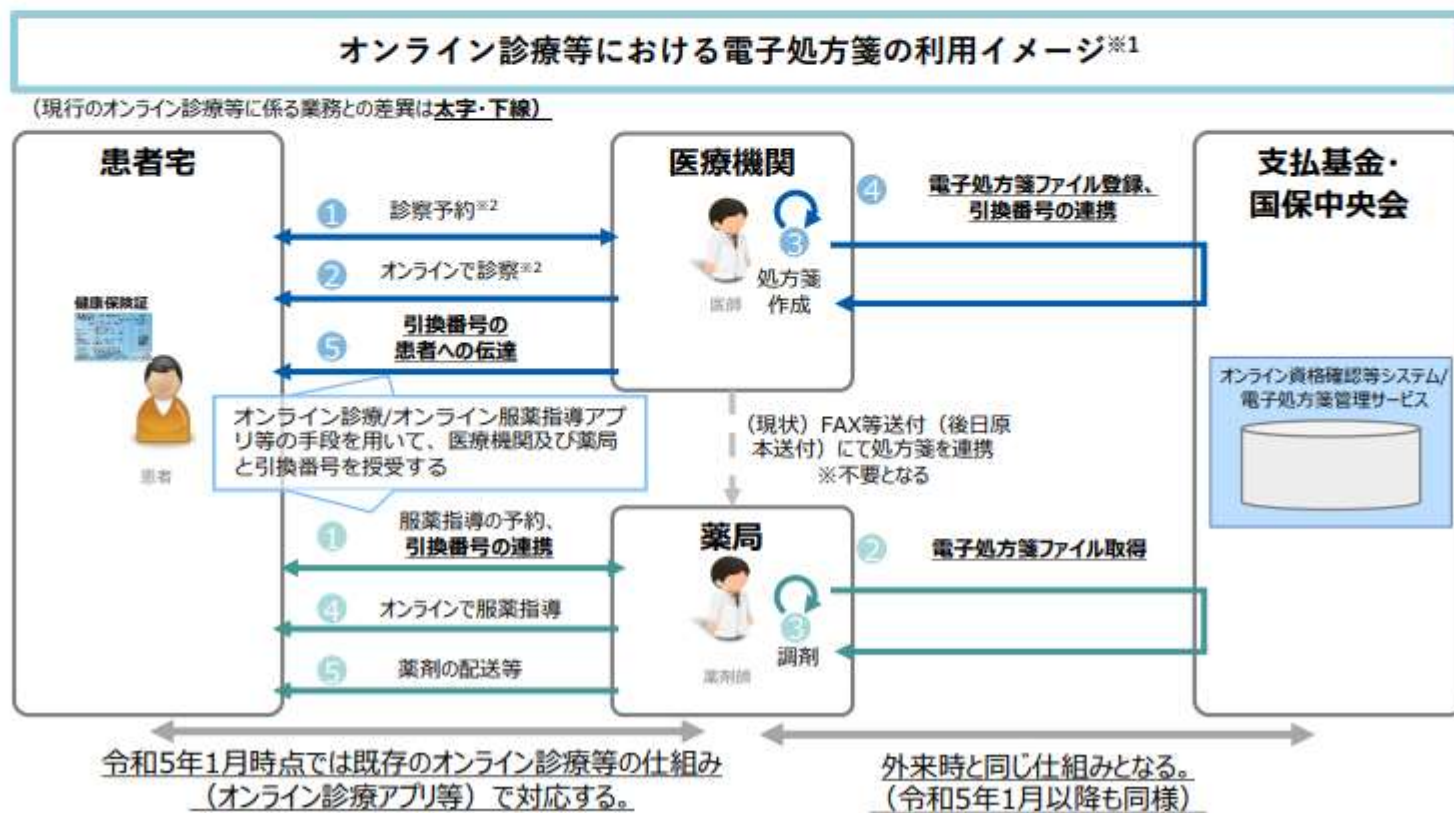 オンライン診療等における電子処方箋の利用イメージ※1
（現行のオンライン診療等に係る業務との差異は太字・下線）
患者宅
医療機関
支払基金・
国保中央会
1
診察予約※2
2
オンラインで診察※2
5
引換番号の
患者への伝達
健康保険証
患者
オンライン診療/オンライン服薬指導アプ
リ等の手段を用いて、医療機関及び薬局
と引換番号を授受する
医師
3
処方箋
作成
4
電子処方箋ファイル登録、
引換番号の連携
オンライン資格確認等システム/
電子処方箋管理サービス
（現状）FAX等送付（後日原
本送付）にて処方箋を連携
※不要となる
1
服薬指導の予約、
引換番号の連携
4
オンラインで服薬指導
5
薬剤の配送等
薬局
薬剤師
3
調剤
2
電子処方箋ファイル取得
令和5年1月時点では既存のオンライン診療等の仕組み
（オンライン診療アプリ等）で対応する。
外来時と同じ仕組みとなる。
（令和5年1月以降も同様）